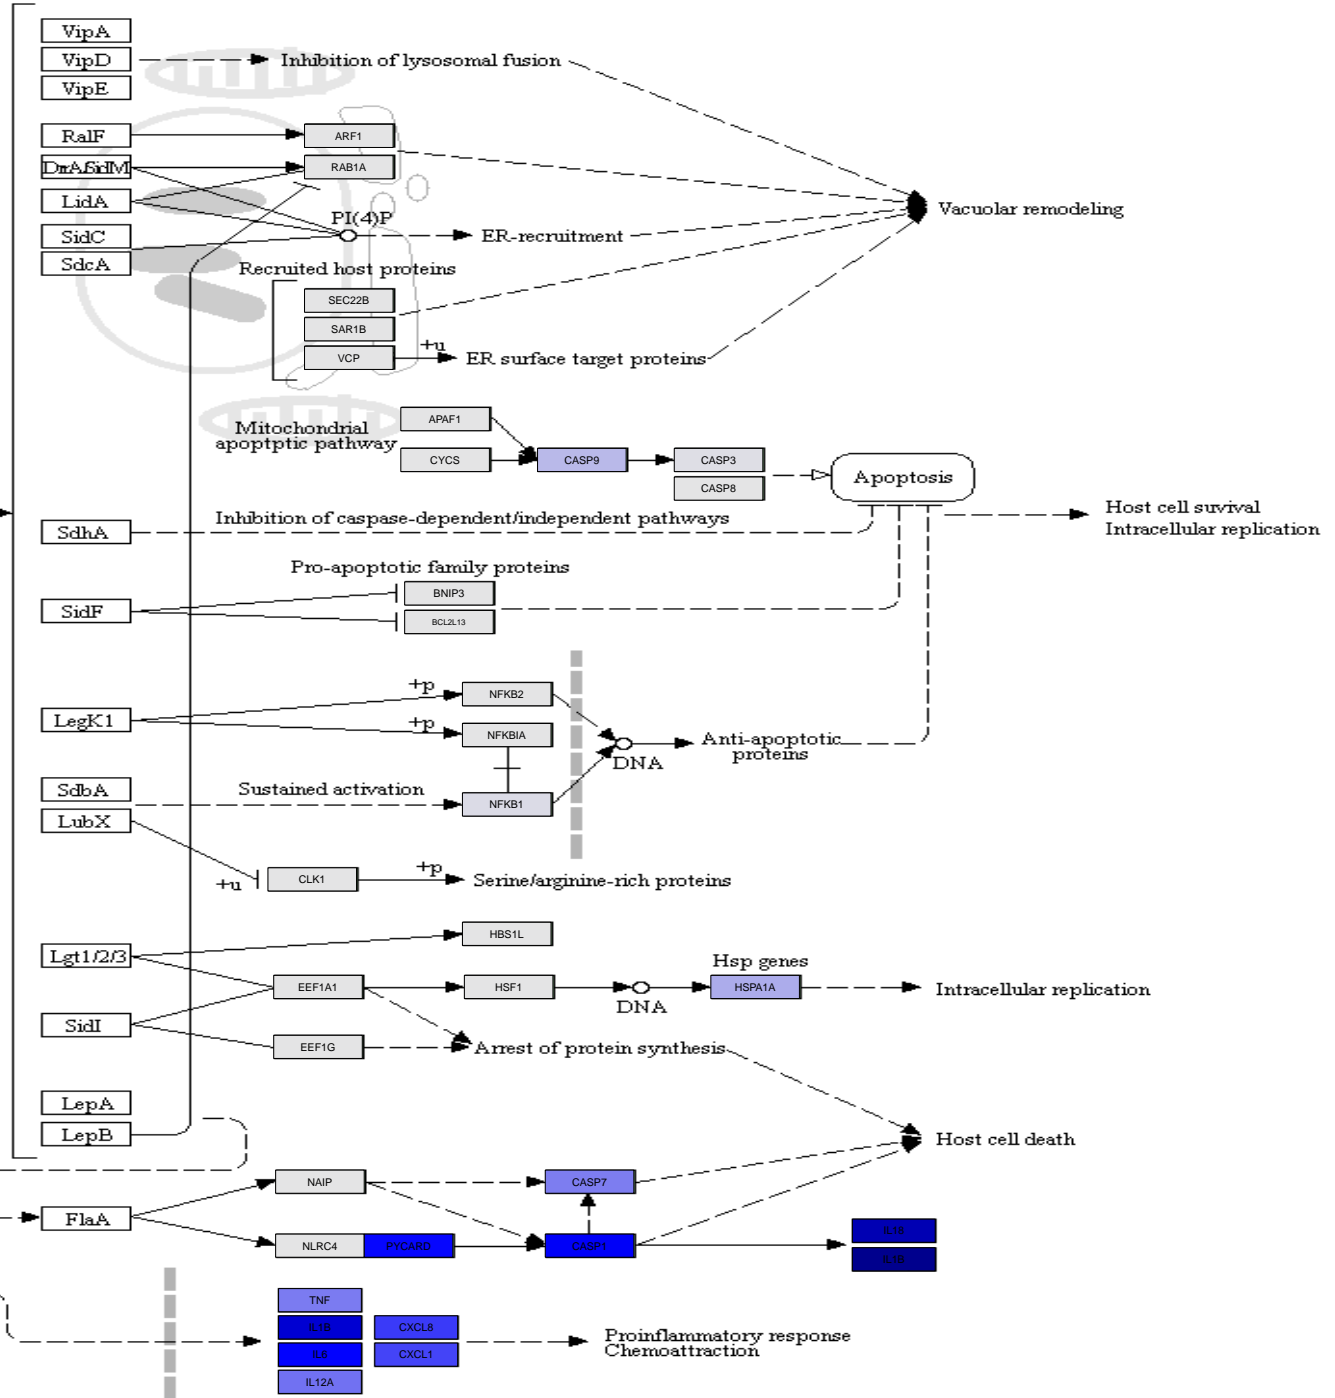 VipA
VipD
Inhibition of lysosomal fusion
VipE
RalF
ARF1
DrrA/SidM
RAB1A
LidA
Vacuolar remodeling
PI(4)P
SidC
ER-recruitment
SdcA
Recruited host proteins
SEC22B
SAR1B
+u
VCP
ER surface target proteins
APAF1
Mitochondrial
apoptptic pathway
CYCS
CASP9
CASP3
Apoptosis
CASP8
Host cell suvival
Inhibition of caspase-dependent/independent pathways
SdhA
Intracellular replication
Pro-apoptotic family proteins
BNIP3
SidF
BCL2L13
+p
NFKB2
LegK1
+p
NFKBIA
Anti-apoptotic
proteins
DNA
SdbA
Sustained activation
NFKB1
LubX
+p
CLK1
Serine/arginine-rich proteins
+u
HBS1L
Lgt1/2/3
Hsp genes
EEF1A1
HSF1
HSPA1A
Intracellular replication
DNA
SidI
EEF1G
Arrest of protein synthesis
LepA
LepB
Host cell death
NAIP
CASP7
FlaA
NLRC4
PYCARD
CASP1
IL18
IL1B
TNF
IL1B
CXCL8
Proinflammatory response
Chemoattraction
IL6
CXCL1
IL12A